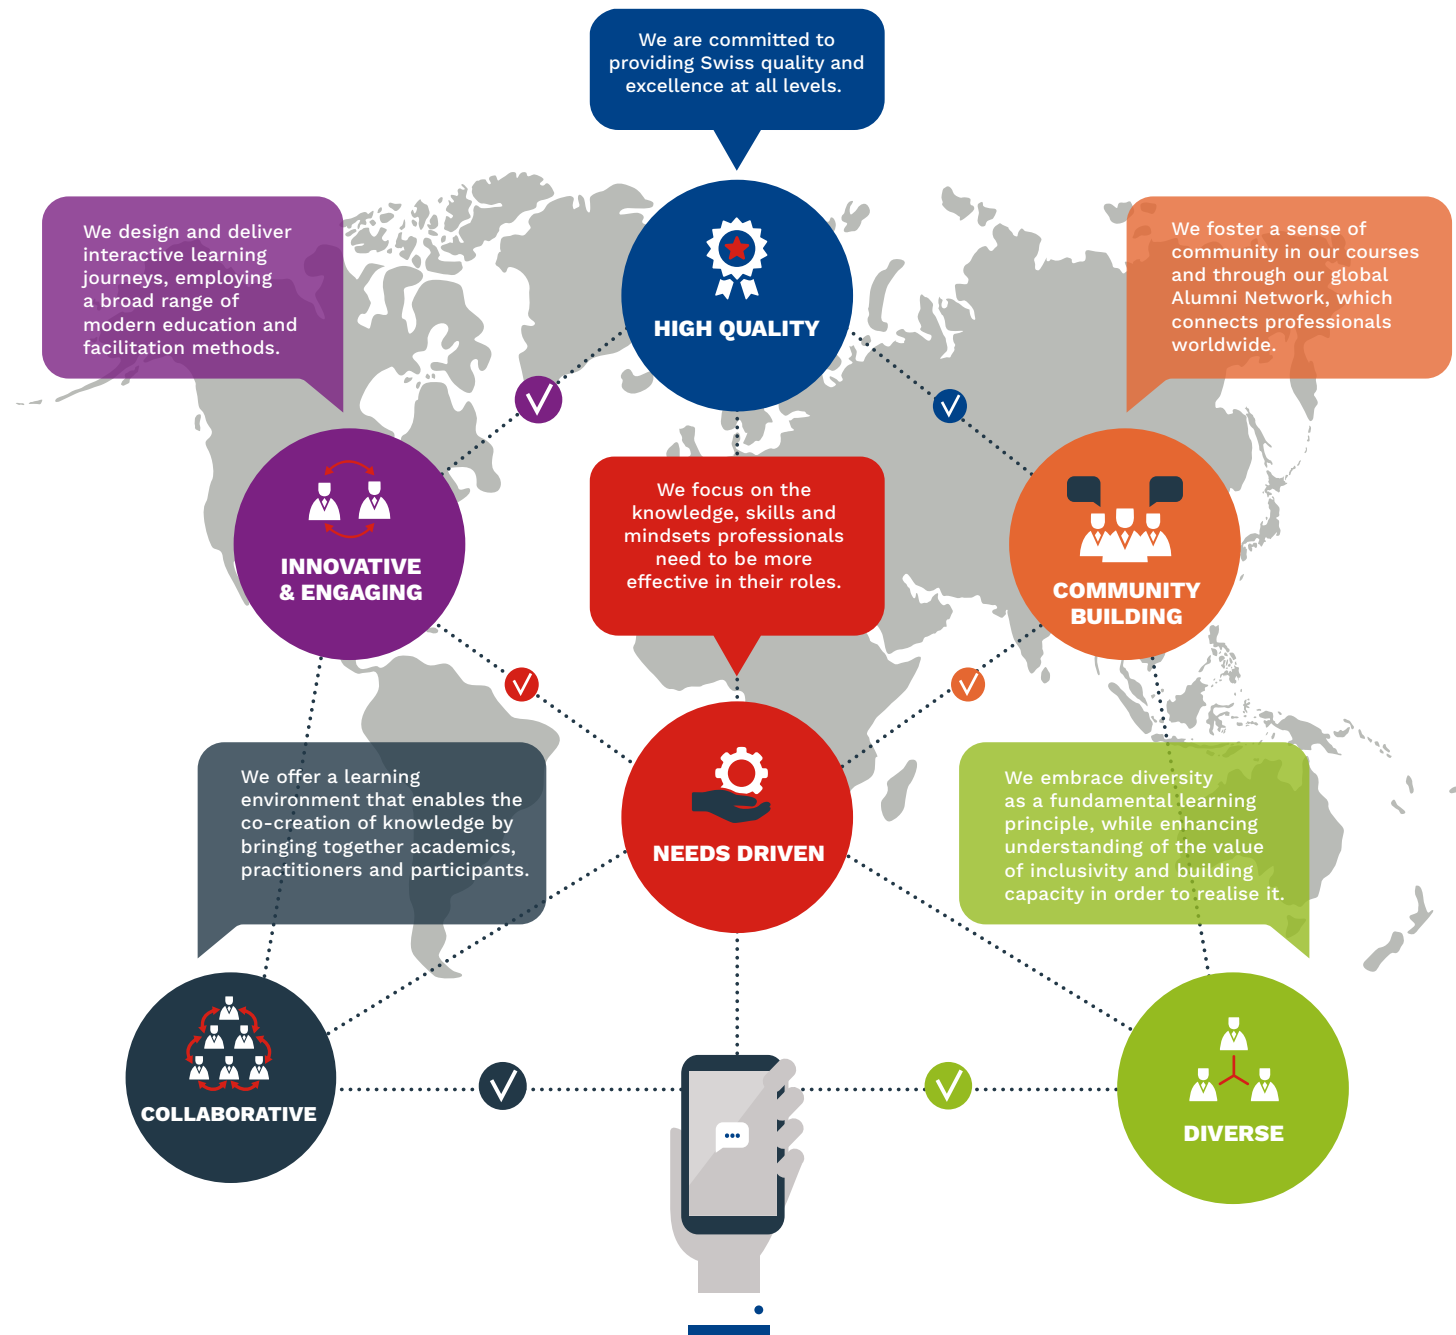 We are committed to
providing Swiss quality and
excellence at all levels.
HIGH QUALITY
We design and deliver
interactive learning
journeys, employing
a broad range of
modern education and
facilitation methods.
INNOVATIVE
& ENGAGING
We foster a sense of
community in our courses
and through our global
Alumni Network, which
connects professionals
worldwide.
COMMUNITY
BUILDING
We focus on the
knowledge, skills and
mindsets professionals
need to be more
effective in their roles.
NEEDS DRIVEN
We offer a learning
environment that enables the
co-creation of knowledge by
bringing together academics,
practitioners and participants.
COLLABORATIVE
We embrace diversity
as a fundamental learning
principle, while enhancing
understanding of the value
of inclusivity and building
capacity in order to realise it.
DIVERSE